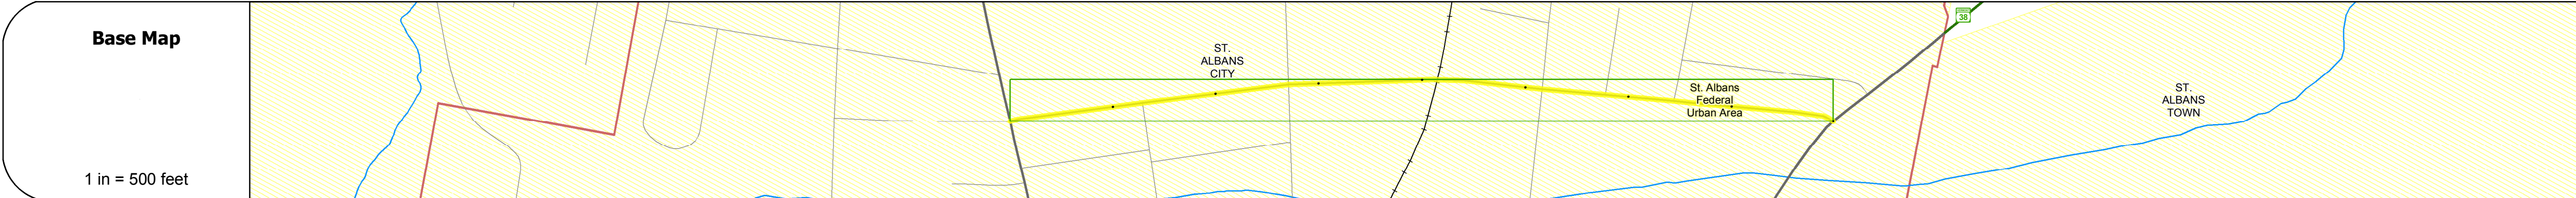 Base Map
1 in = 500 feet
ST.
ALBANS
CITY
St. Albans
Federal
Urban Area
38
ST.
ALBANS
TOWN